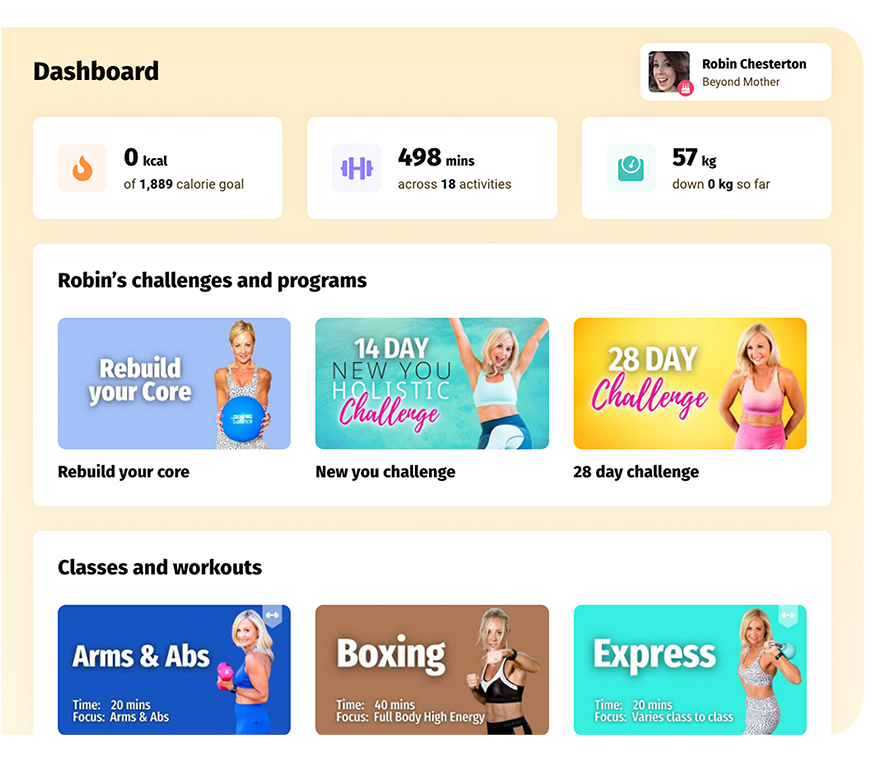 Dashboard
Robin Chesterton
Beyond Mother
0 kcal
of 1,889 calorie goal
498 mins
across 18 activities
57 kg
down 0 kg so far
Robin’s challenges and programs
Rebuild
your Core
14 DAY
NEW YOU
HOLISTIC
Challenge
28 DAY
Challenge
Rebuild your core
New you challenge
28 day challenge
Classes and workouts
Arms & Abs
Time: 20 mins
Focus: Arms & Abs
Boxing
Time: 40 mins
Focus: Full Body High Energy
Express
Time: 20 mins
Focus: Varies class to class